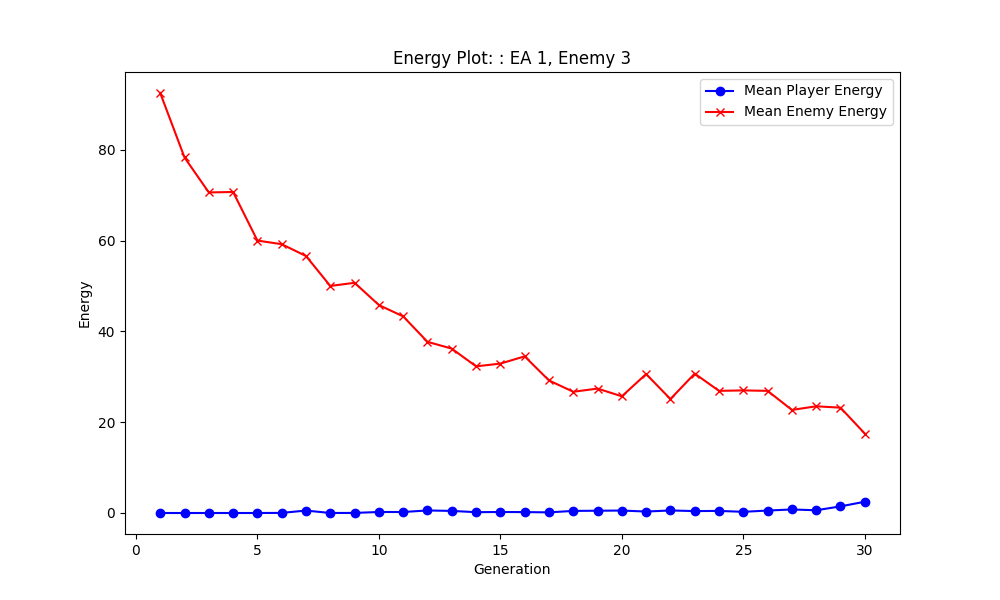 Energy Plot: : EA 1, Enemy 3
Mean Player Energy
Mean Enemy Energy
Energy
80
60
40
20
0
0 5 10 15 20 25 30
Generation